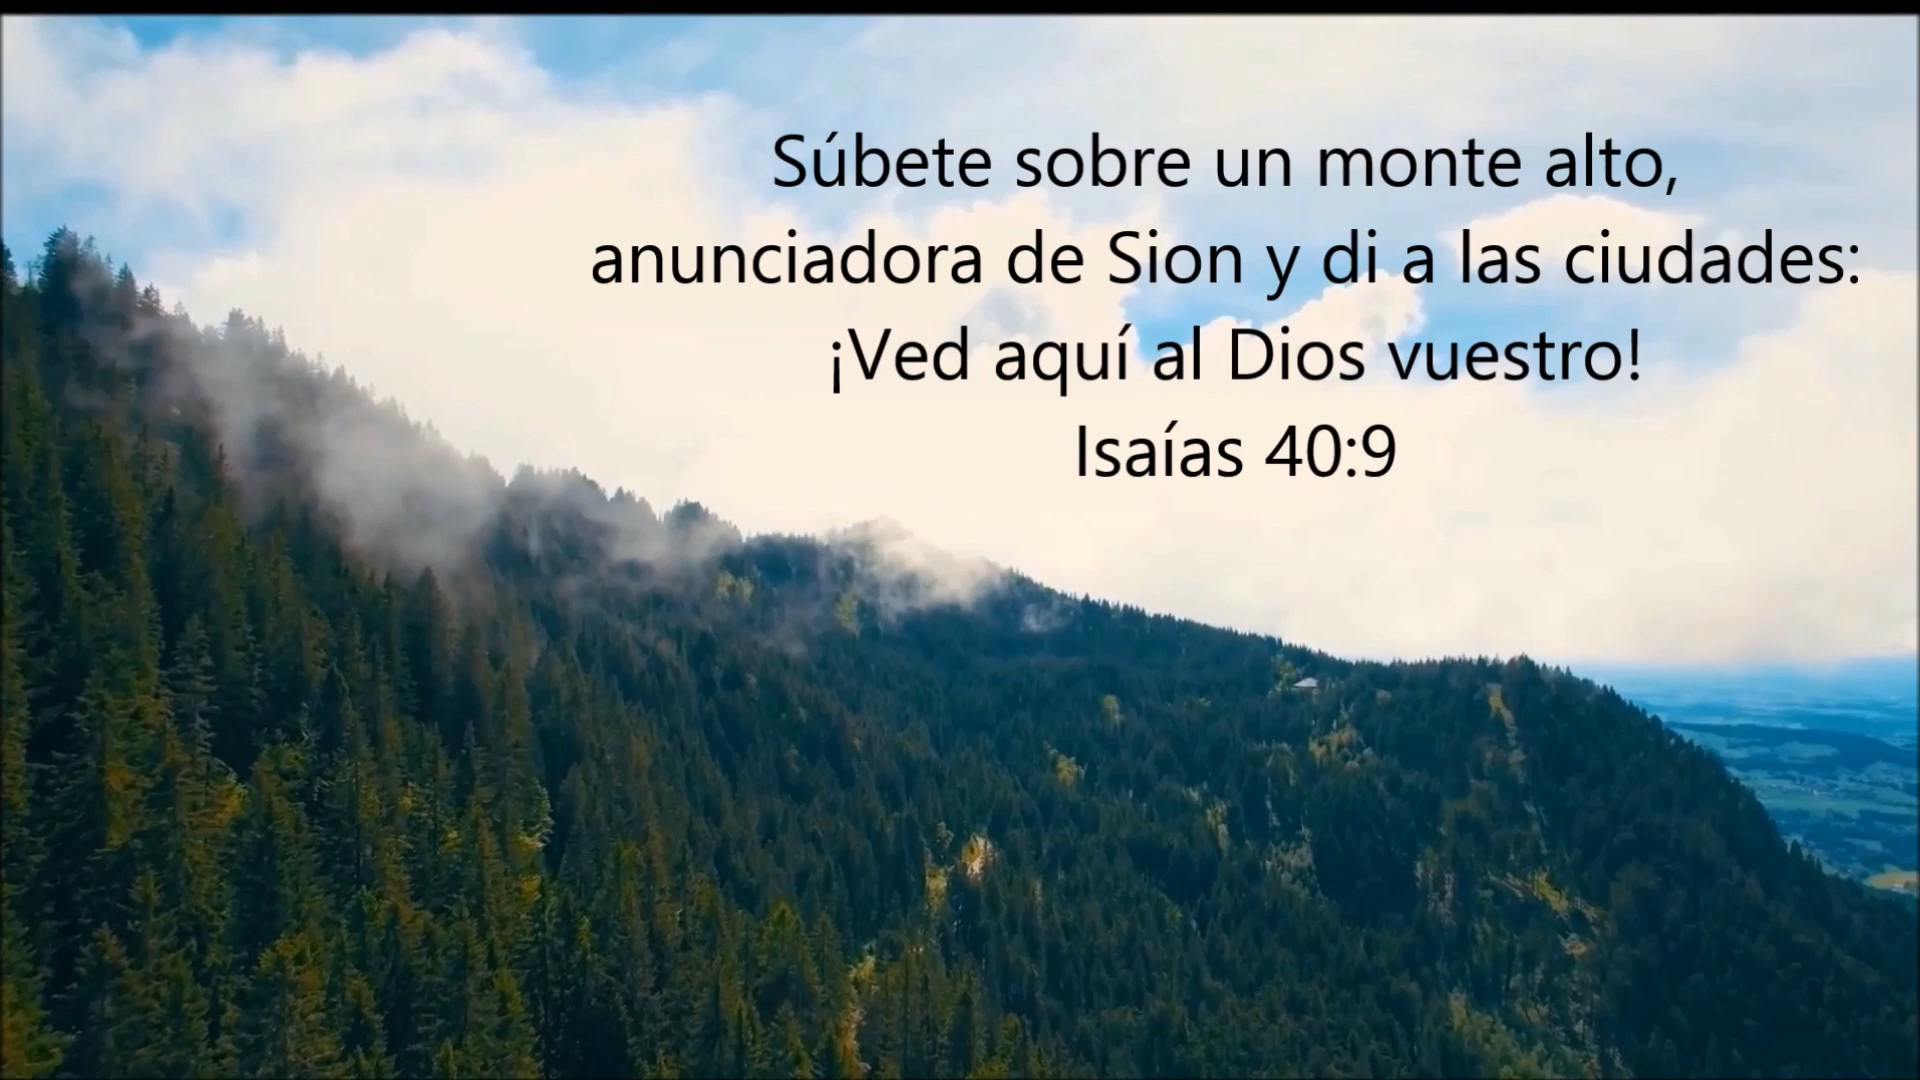 Súbete sobre un monte alto,
anunciadora de Sion y di a las ciudades:
¡Ved aquí al Dios vuestro!
Isaías 40:9